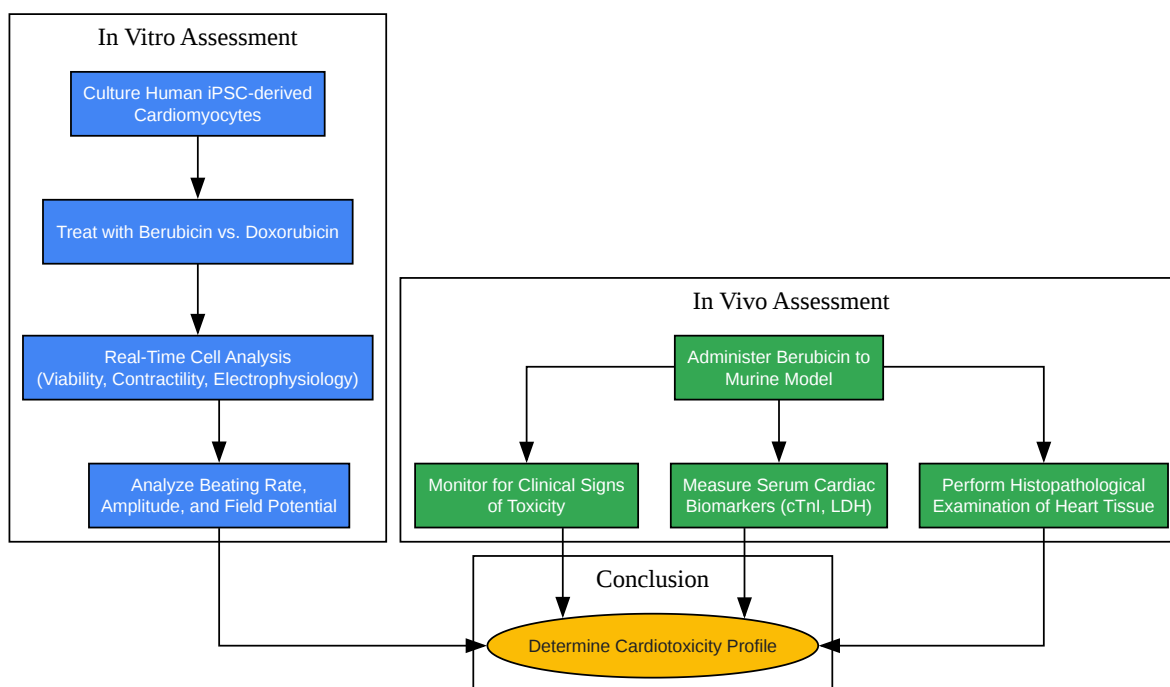 In Vitro Assessment
Culture Human iPSC-derived
Cardiomyocytes
Treat with Berubicin vs. Doxorubicin
Real-Time Cell Analysis
(Viability, Contractility, Electrophysiology)
Analyze Beating Rate,
Amplitude, and Field Potential
In Vivo Assessment
Administer Berubicin to
Murine Model
Monitor for Clinical Signs
of Toxicity
Measure Serum Cardiac
Biomarkers (cTnI, LDH)
Perform Histopathological
Examination of Heart Tissue
Conclusion
Determine Cardiotoxicity Profile